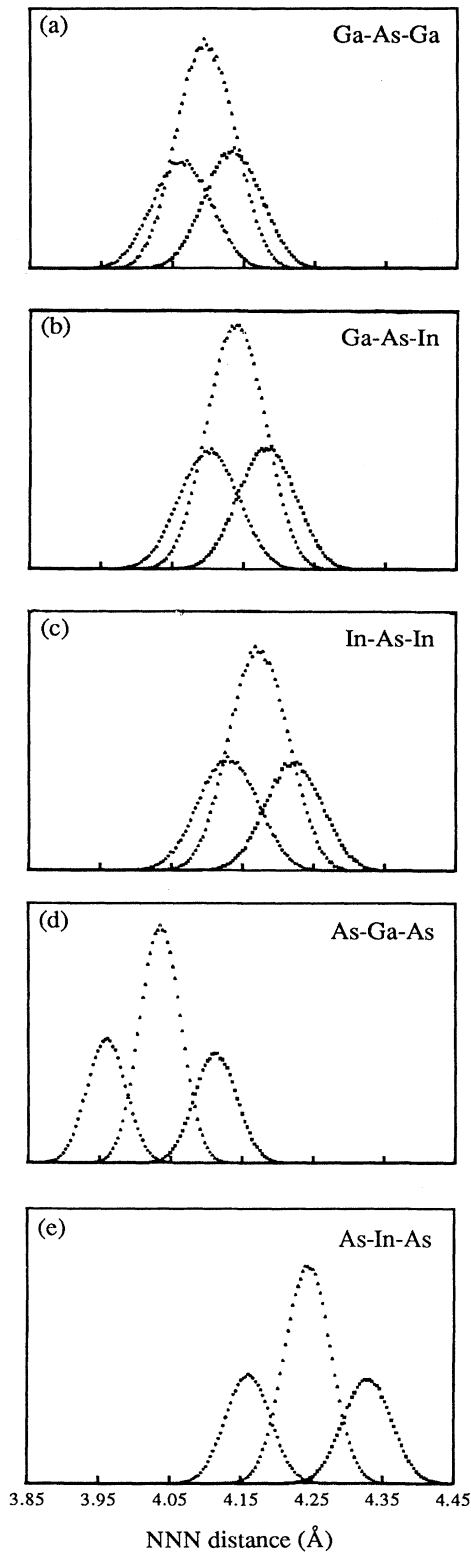 (a)
Ga-As-Ga
(b)
Ga-As-In
(c)
In-As-In
(d)
As-Ga-As
(e)
As-In-As
3.85 3.95 4.05 4.15 4.25 4.35 4.45
NNN distance (Å)